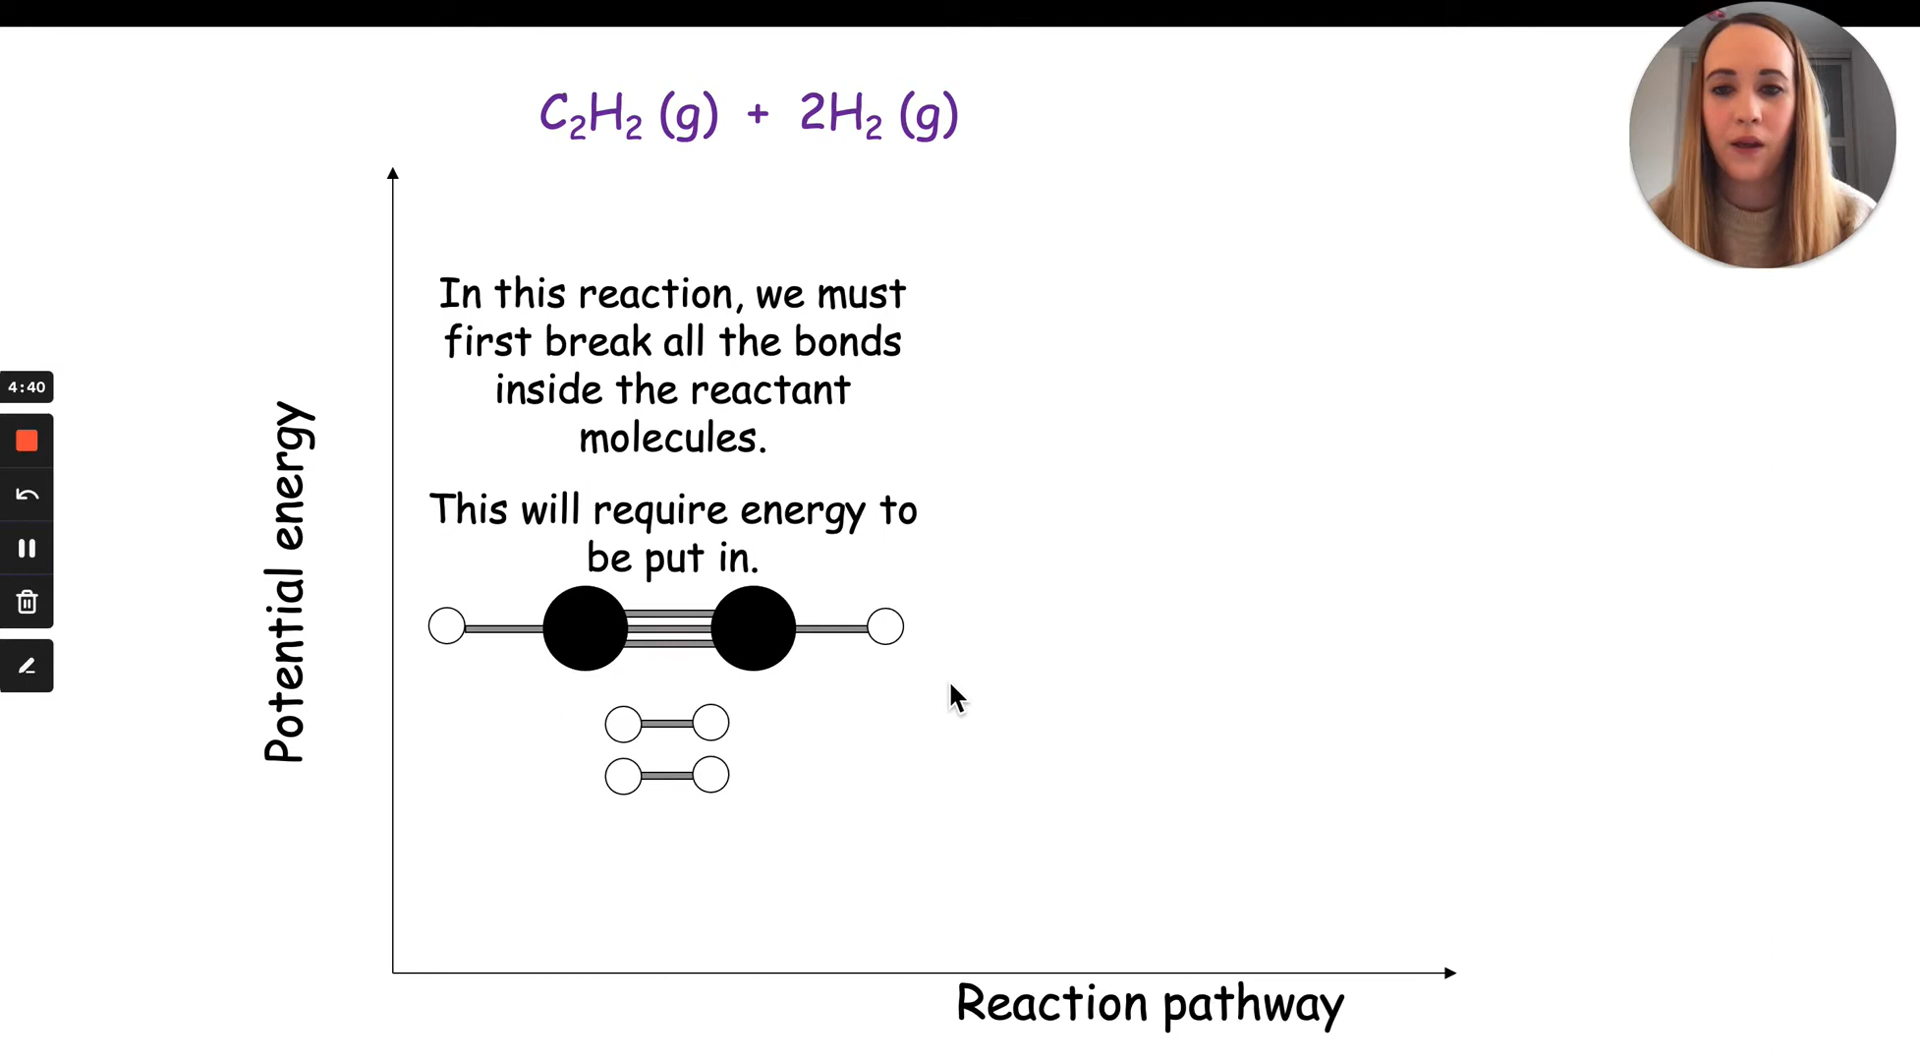 C₂H₂ (g) + 2H₂ (g)
In this reaction, we must
first break all the bonds
inside the reactant
molecules.
This will require energy to
be put in.
4:40
Potential energy
Reaction pathway